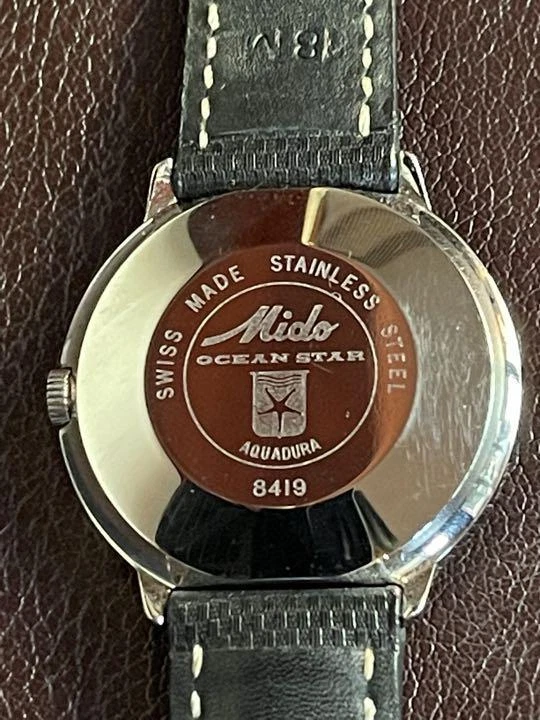 18M
SWISS MADE STAINLESS STEEL
Mido
OCEAN STAR
AQUADURA
8419